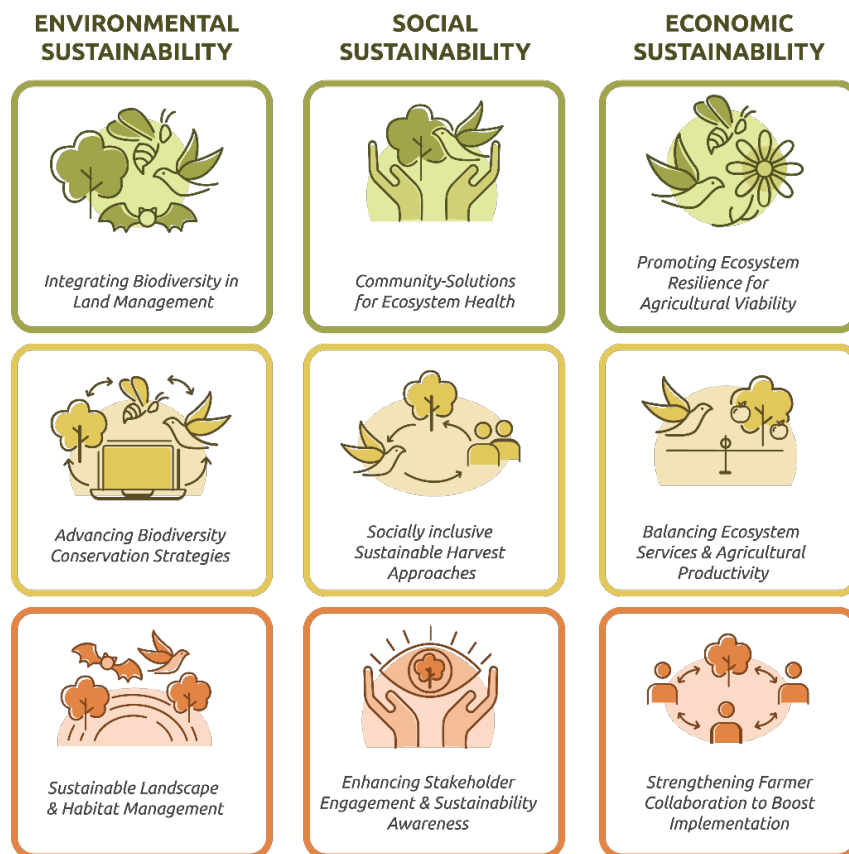 ENVIRONMENTAL
SUSTAINABILITY
SOCIAL
SUSTAINABILITY
ECONOMIC
SUSTAINABILITY
Integrating Biodiversity in
Land Management
Community-Solutions
for Ecosystem Health
Promoting Ecosystem
Resilience for
Agricultural Viability
Advancing Biodiversity
Conservation Strategies
Socially inclusive
Sustainable Harvest
Approaches
Balancing Ecosystem
Services & Agricultural
Productivity
Sustainable Landscape
& Habitat Management
Enhancing Stakeholder
Engagement & Sustainability
Awareness
Strengthening Farmer
Collaboration to Boost
Implementation